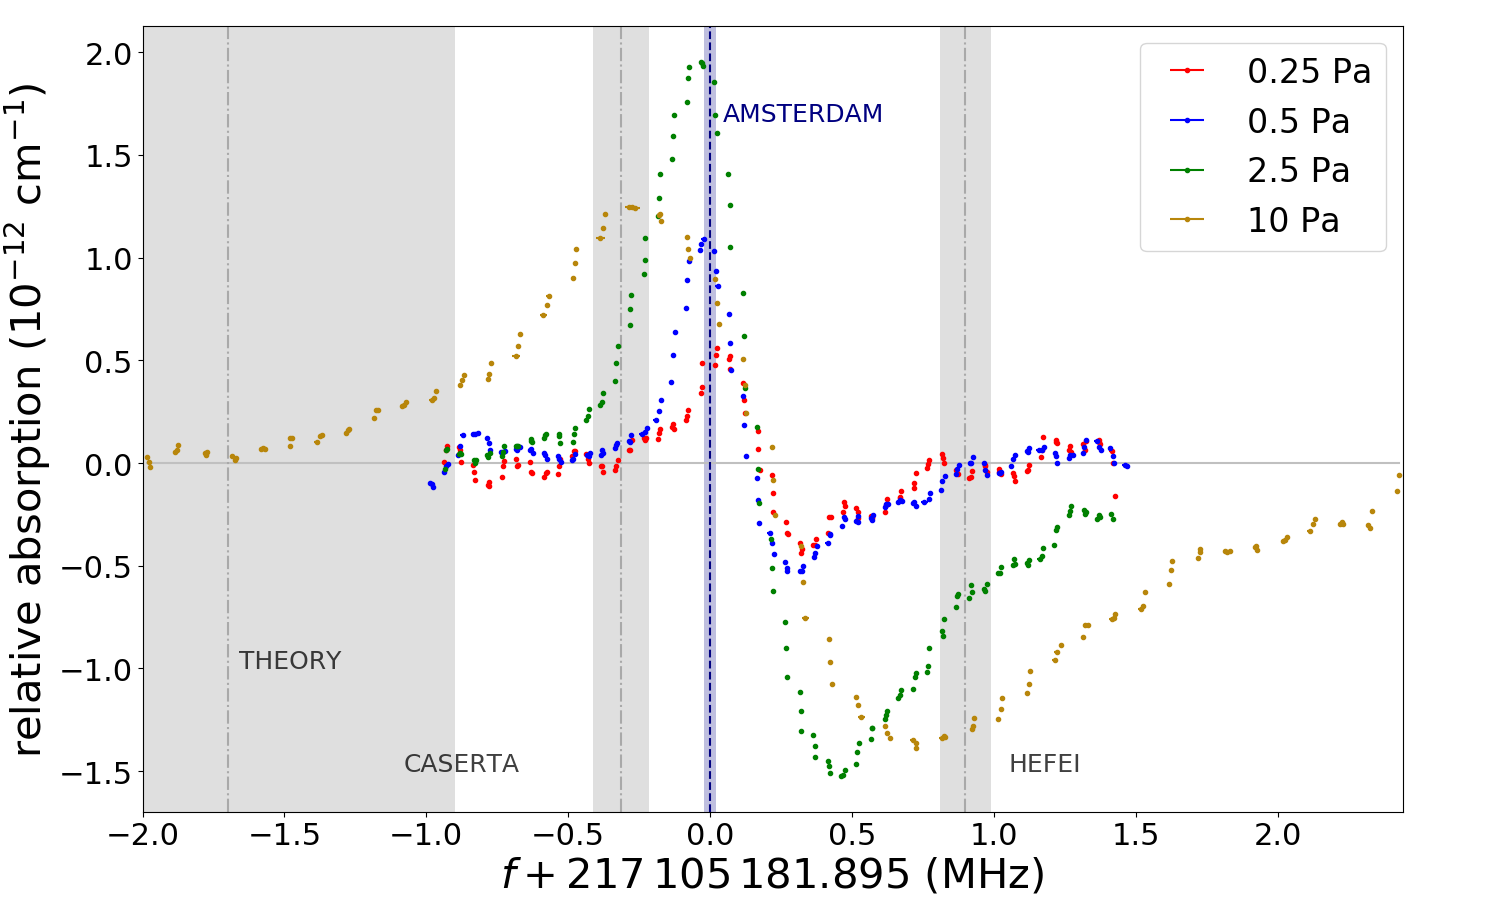 relative absorption (10⁻¹² cm⁻¹)
2.0
1.5
1.0
0.5
0.0
−0.5
−1.0
−1.5
0.25 Pa
0.5 Pa
2.5 Pa
10 Pa
AMSTERDAM
THEORY
CASERTA
HEFEI
−2.0 −1.5 −1.0 −0.5 0.0 0.5 1.0 1.5 2.0
f + 217 105 181.895 (MHz)